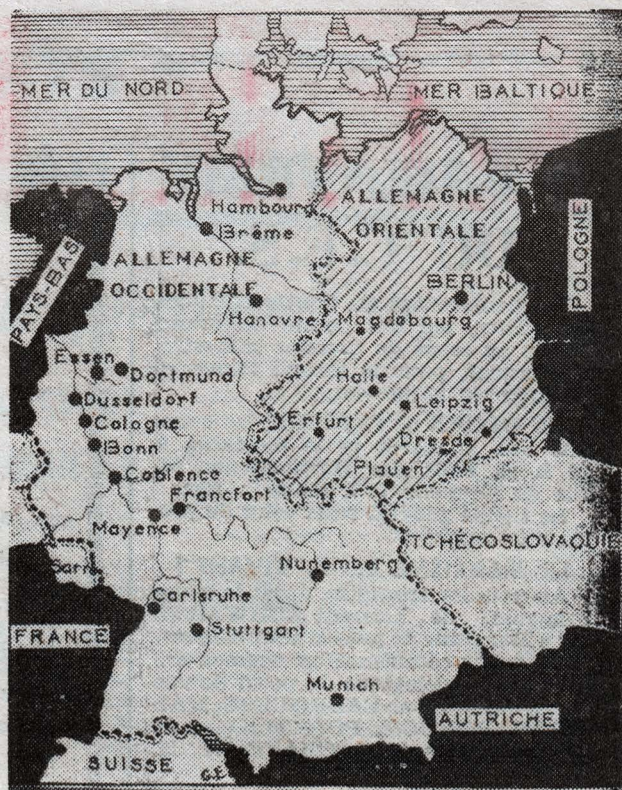 MER DU NORD
MER BALTIQUE
Hambourg
Brême
ALLEMAGNE
ORIENTALE
ALLEMAGNE
OCCIDENTALE
PAYS-BAS
POLOGNE
BERLIN
Hanovre
Magdebourg
Essen
Dortmund
Halle
Dusseldorf
Leipzig
Cologne
Erfurt
Dresde
Bonn
Plauen
Coblence
Francfort
Mayence
TCHÉCOSLOVAQUIE
Sarre
Nuremberg
Carlsruhe
FRANCE
Stuttgart
Munich
AUTRICHE
SUISSE